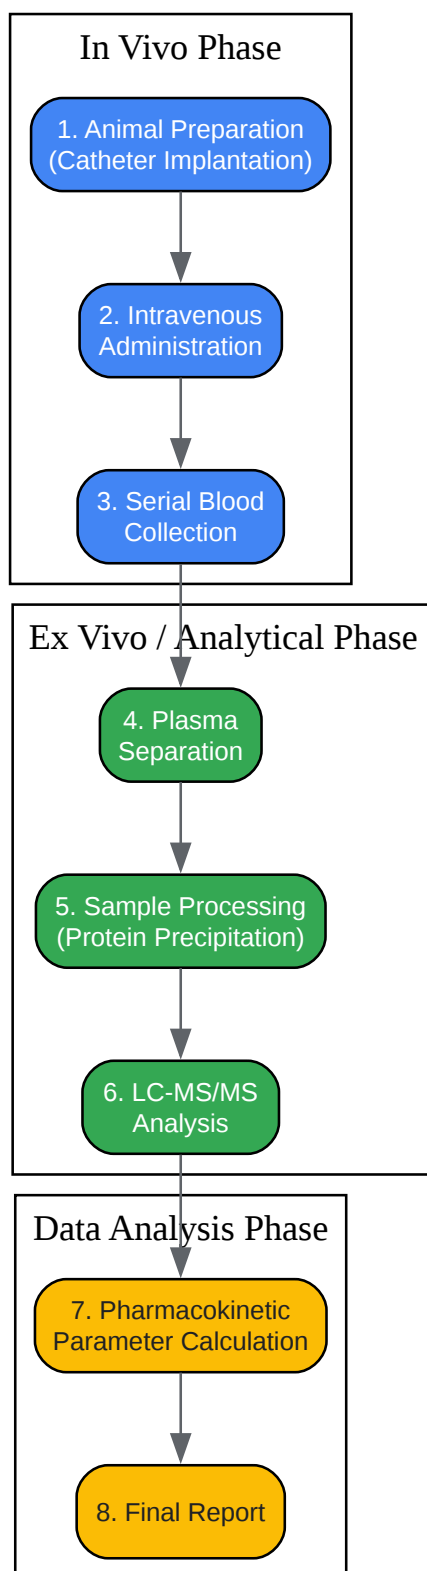 In Vivo Phase
1. Animal Preparation
(Catheter Implantation)
2. Intravenous
Administration
3. Serial Blood
Collection
Ex Vivo / Analytical Phase
4. Plasma
Separation
5. Sample Processing
(Protein Precipitation)
6. LC-MS/MS
Analysis
Data Analysis Phase
7. Pharmacokinetic
Parameter Calculation
8. Final Report